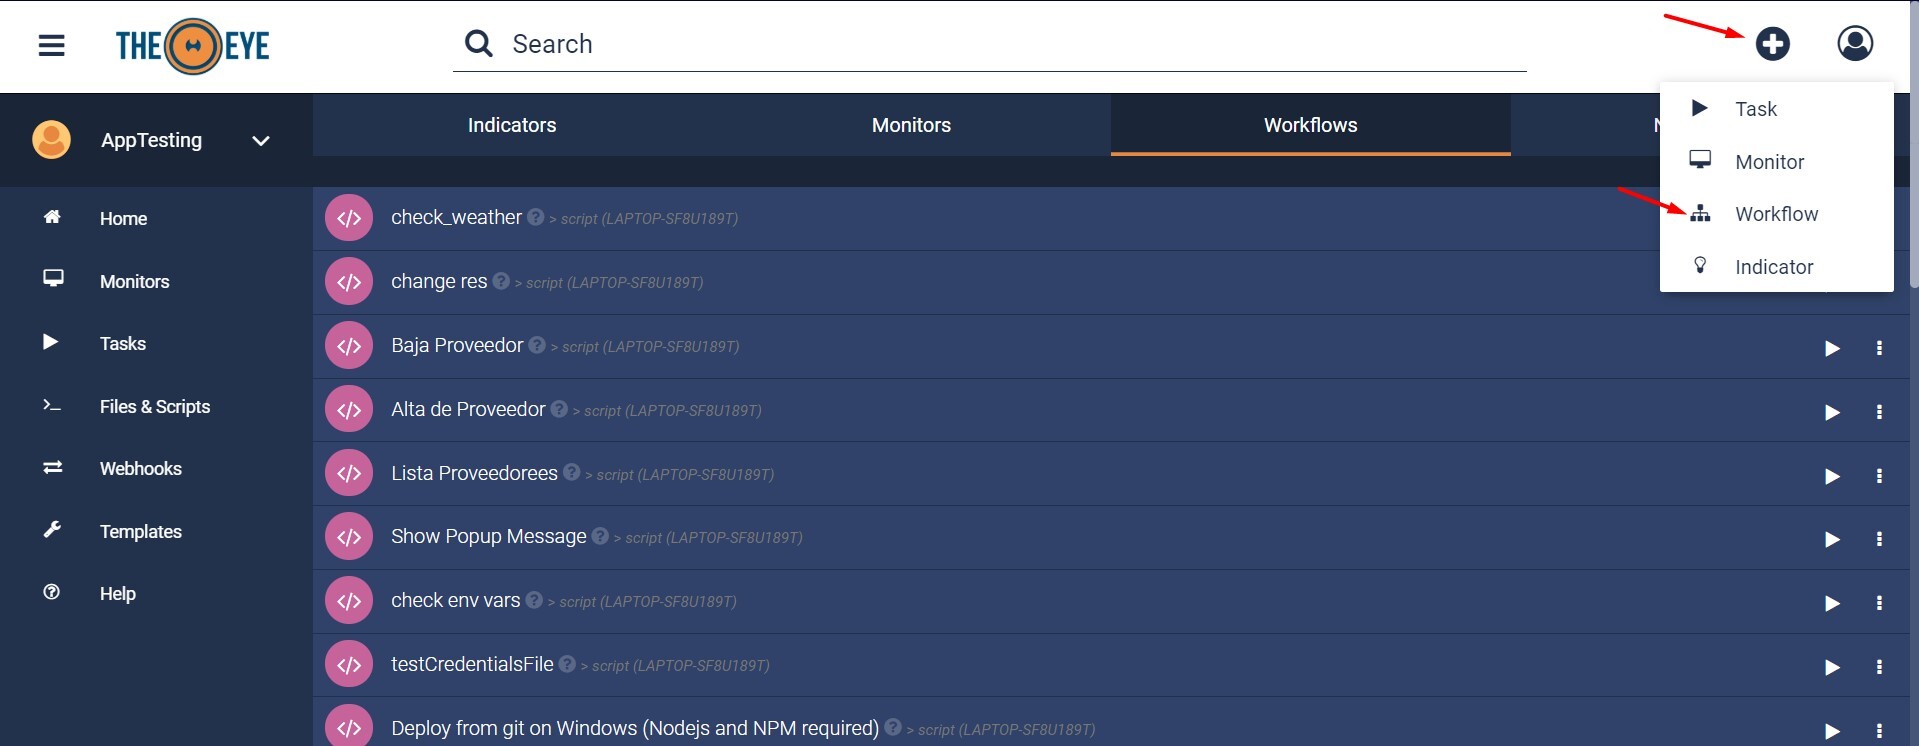 THE EYE
Search
AppTesting
Indicators
Monitors
Workflows
N
Task
Monitor
Workflow
Indicator
Home
Monitors
Tasks
Files & Scripts
Webhooks
Templates
Help
check_weather ? > script (LAPTOP-SF8U189T)
change res ? > script (LAPTOP-SF8U189T)
Baja Proveedor ? > script (LAPTOP-SF8U189T)
Alta de Proveedor ? > script (LAPTOP-SF8U189T)
Lista Proveedorees ? > script (LAPTOP-SF8U189T)
Show Popup Message ? > script (LAPTOP-SF8U189T)
check env vars ? > script (LAPTOP-SF8U189T)
testCredentialsFile ? > script (LAPTOP-SF8U189T)
Deploy from git on Windows (Nodejs and NPM required) ? > script (LAPTOP-SF8U189T)